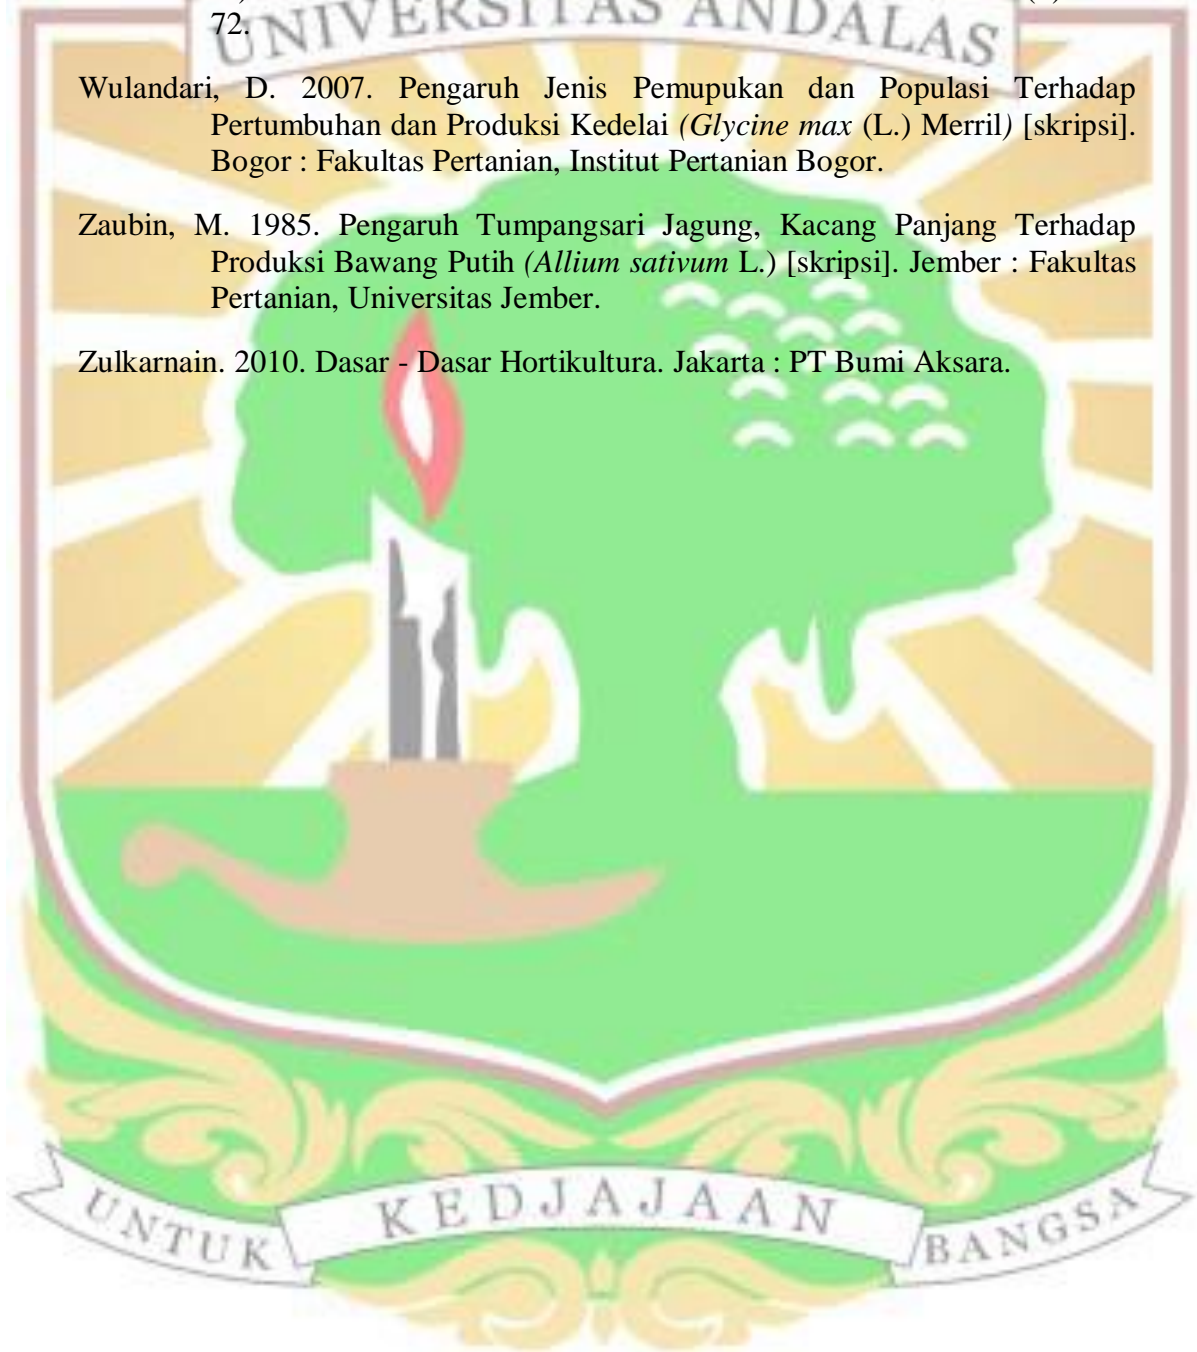 UNIVERSITAS ANDALAS
72.
Wulandari, D. 2007. Pengaruh Jenis Pemupukan dan Populasi Terhadap
Pertumbuhan dan Produksi Kedelai (Glycine max (L.) Merril) [skripsi].
Bogor : Fakultas Pertanian, Institut Pertanian Bogor.
Zaubin, M. 1985. Pengaruh Tumpangsari Jagung, Kacang Panjang Terhadap
Produksi Bawang Putih (Allium sativum L.) [skripsi]. Jember : Fakultas
Pertanian, Universitas Jember.
Zulkarnain. 2010. Dasar - Dasar Hortikultura. Jakarta : PT Bumi Aksara.
UNTUK KEDJAJAAN BANGSA